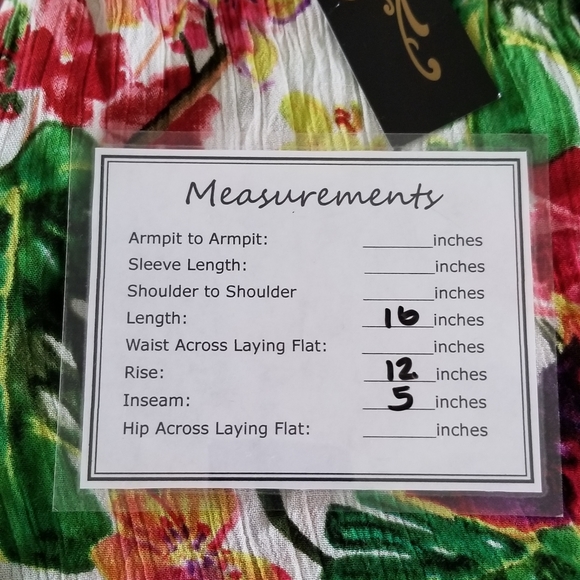 Measurements
Armpit to Armpit: ________inches
Sleeve Length: ________inches
Shoulder to Shoulder ________inches
Length: 16 inches
Waist Across Laying Flat: ________inches
Rise: 12 inches
Inseam: 5 inches
Hip Across Laying Flat: ________inches